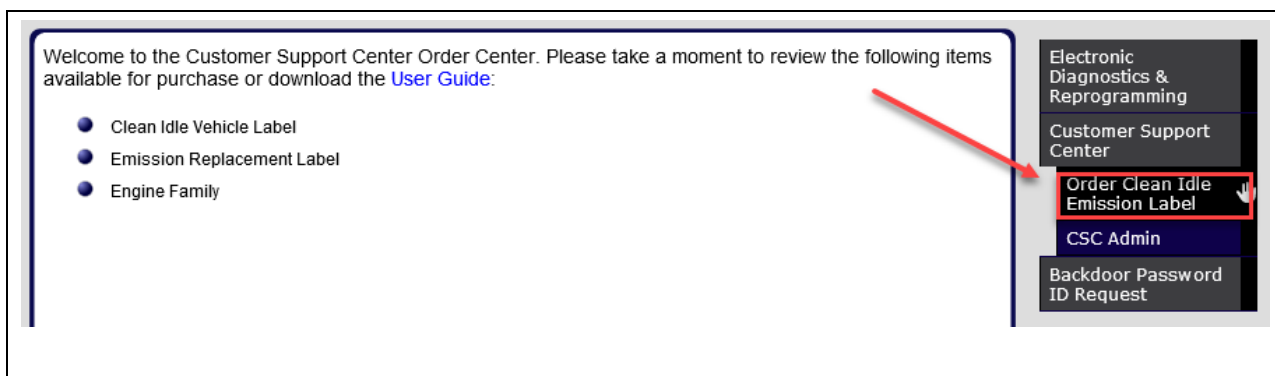 Welcome to the Customer Support Center Order Center. Please take a moment to review the following items
available for purchase or download the User Guide:
Clean Idle Vehicle Label
Emission Replacement Label
Engine Family
Electronic
Diagnostics &
Reprogramming
Customer Support
Center
Order Clean Idle
Emission Label
CSC Admin
Backdoor Password
ID Request